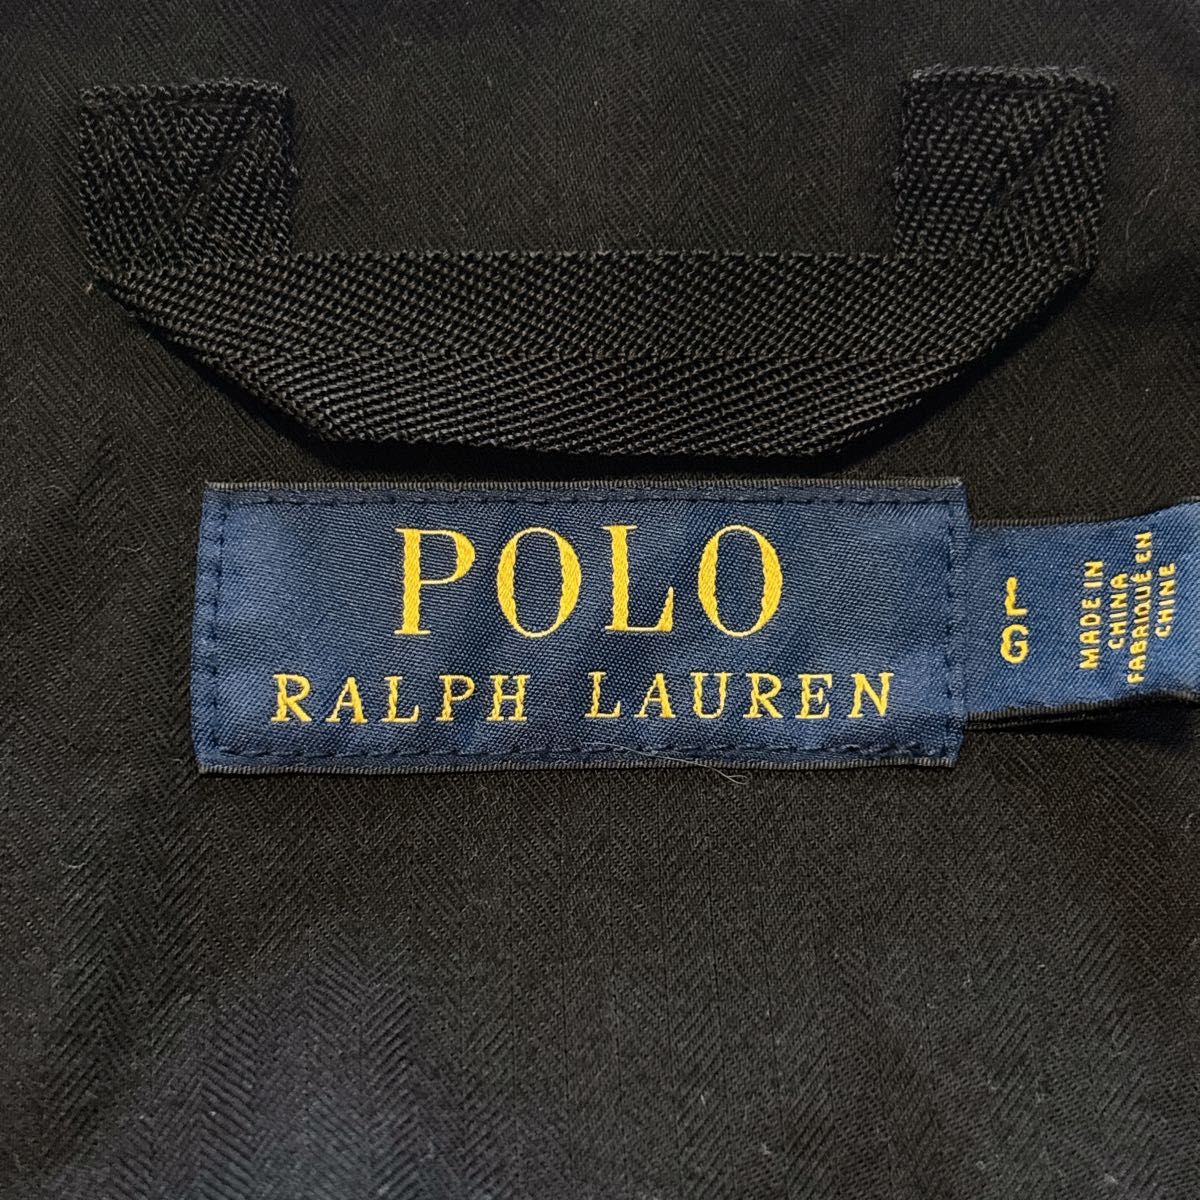 POLO
RALPH LAUREN
L
G
MADE IN
CHINA
FABRIQUÉ EN
CHINE